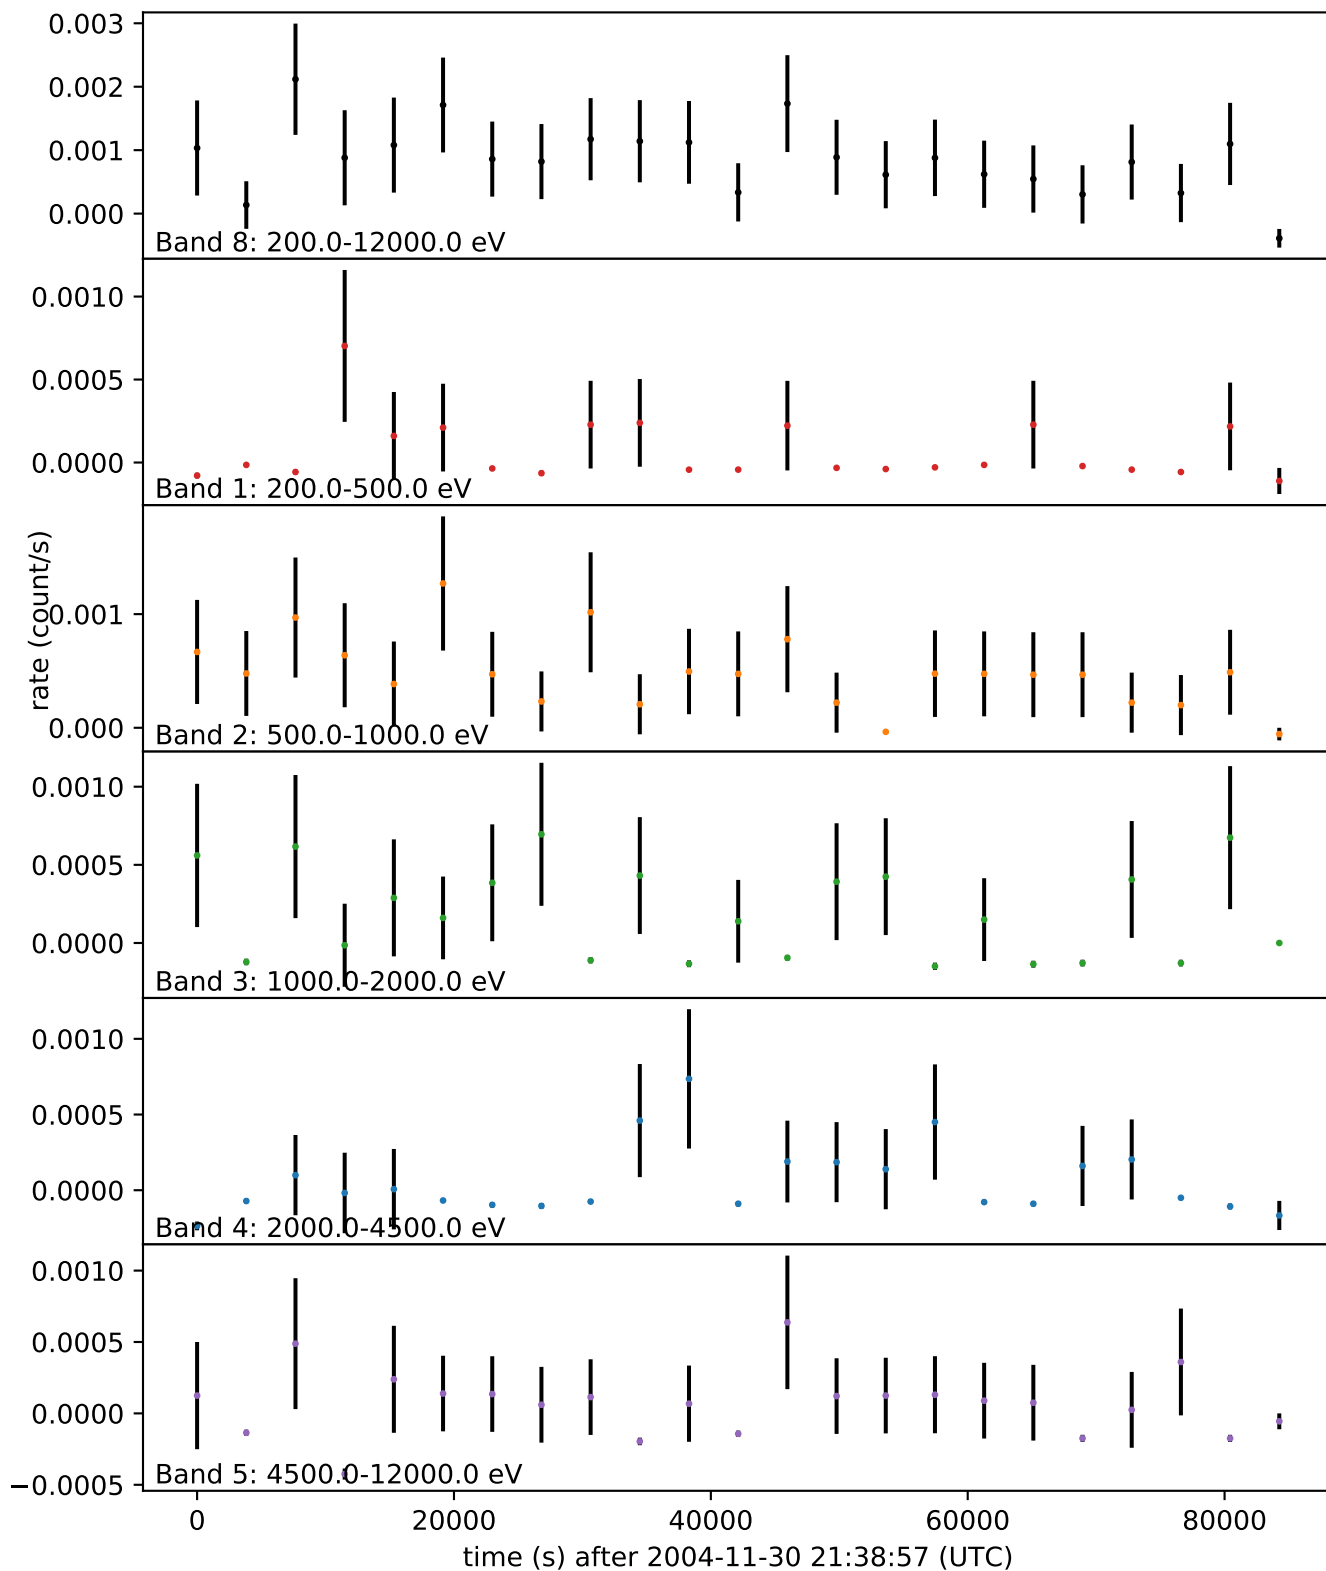 0.003
0.002
0.001
0.000
Band 8: 200.0-12000.0 eV
0.0010
0.0005
0.0000
Band 1: 200.0-500.0 eV
rate (count/s)
0.001
0.000
Band 2: 500.0-1000.0 eV
0.0010
0.0005
0.0000
Band 3: 1000.0-2000.0 eV
0.0010
0.0005
0.0000
Band 4: 2000.0-4500.0 eV
0.0010
0.0005
0.0000
−0.0005
Band 5: 4500.0-12000.0 eV
0 20000 40000 60000 80000
time (s) after 2004-11-30 21:38:57 (UTC)